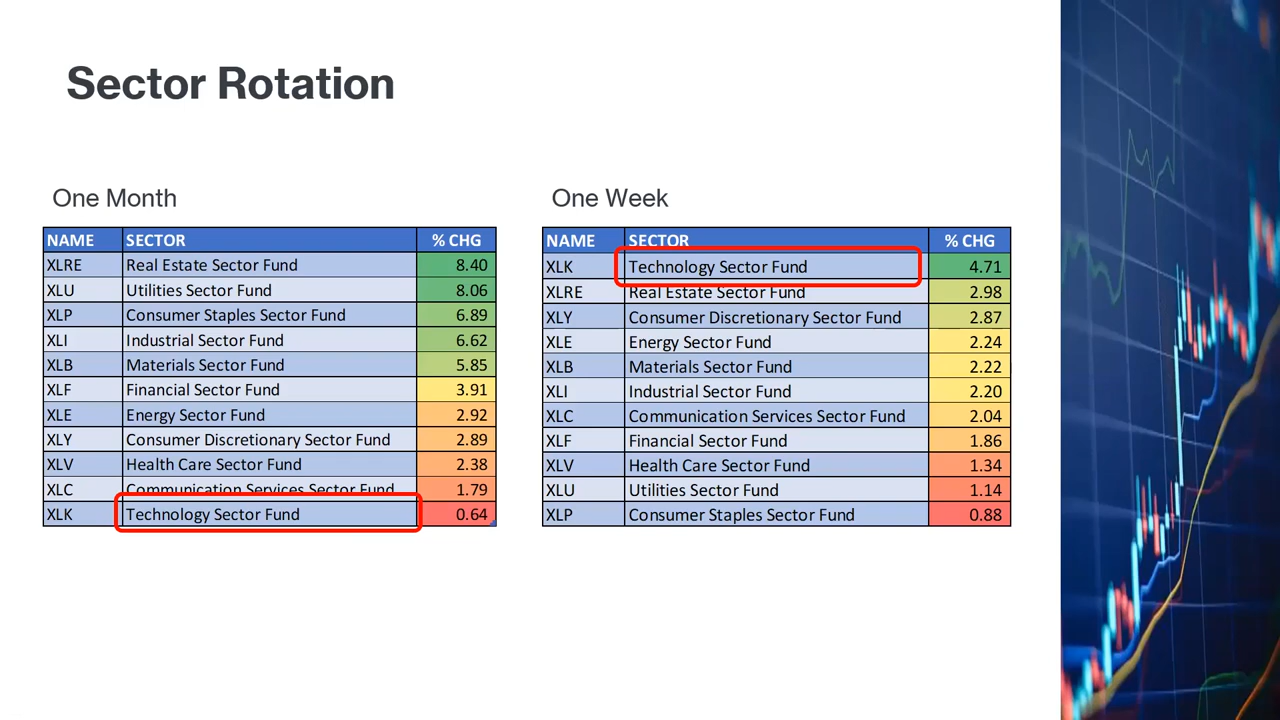 Sector Rotation
One Month
NAME SECTOR % CHG
XLRE Real Estate Sector Fund 8.40
XLU Utilities Sector Fund 8.06
XLP Consumer Staples Sector Fund 6.89
XLI Industrial Sector Fund 6.62
XLB Materials Sector Fund 5.85
XLF Financial Sector Fund 3.91
XLE Energy Sector Fund 2.92
XLY Consumer Discretionary Sector Fund 2.89
XLV Health Care Sector Fund 2.38
XLC Communication Services Sector Fund 1.79
XLK Technology Sector Fund 0.64
One Week
NAME SECTOR % CHG
XLK Technology Sector Fund 4.71
XLRE Real Estate Sector Fund 2.98
XLY Consumer Discretionary Sector Fund 2.87
XLE Energy Sector Fund 2.24
XLB Materials Sector Fund 2.22
XLI Industrial Sector Fund 2.20
XLC Communication Services Sector Fund 2.04
XLF Financial Sector Fund 1.86
XLV Health Care Sector Fund 1.34
XLU Utilities Sector Fund 1.14
XLP Consumer Staples Sector Fund 0.88